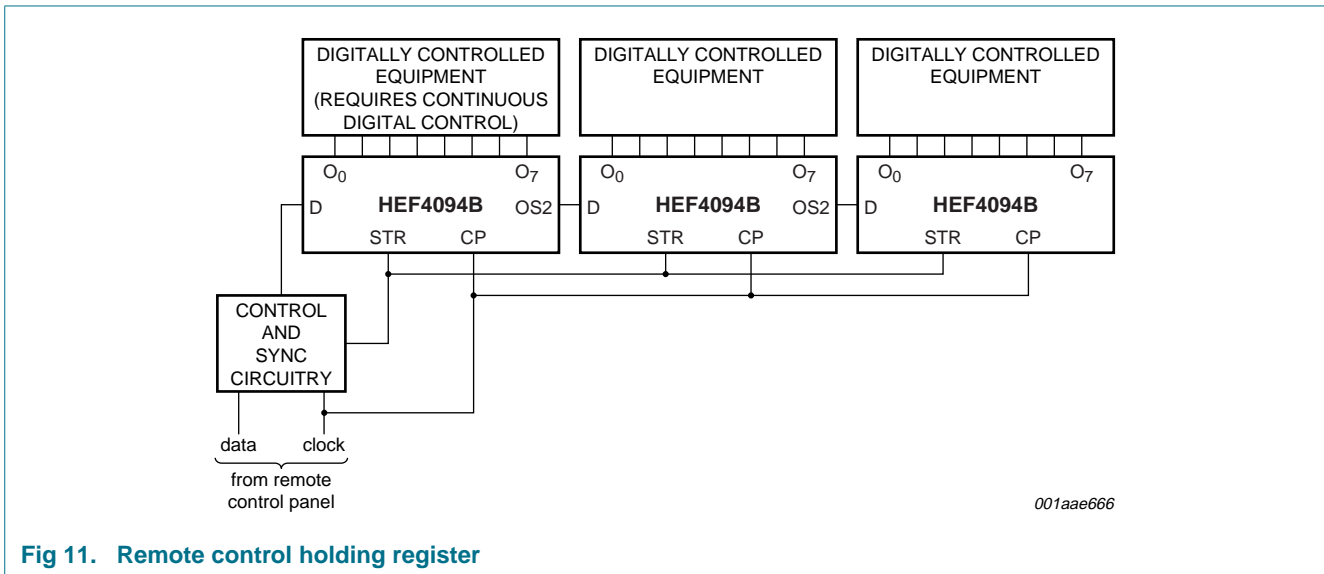 DIGITALLY CONTROLLED
EQUIPMENT
(REQUIRES CONTINUOUS
DIGITAL CONTROL)
DIGITALLY CONTROLLED
EQUIPMENT
DIGITALLY CONTROLLED
EQUIPMENT
O0 O7
D HEF4094B OS2
STR CP
O0 O7
D HEF4094B OS2
STR CP
O0 O7
D HEF4094B
STR CP
CONTROL
AND
SYNC
CIRCUITRY
data clock
from remote
control panel
001aae666
Fig 11. Remote control holding register